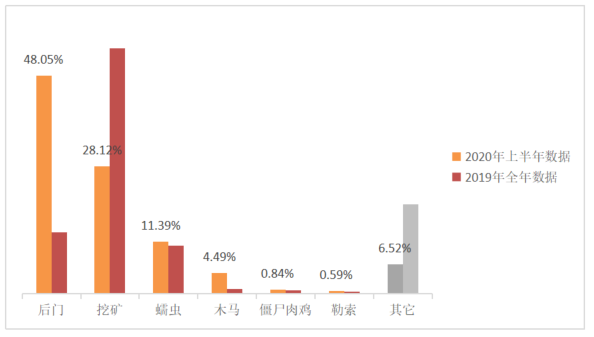 48.05%
28.12%
11.39%
4.49%
0.84%
0.59%
6.52%
2020年上半年数据
2019年全年数据
后门
挖矿
蠕虫
木马
僵尸肉鸡
勒索
其它